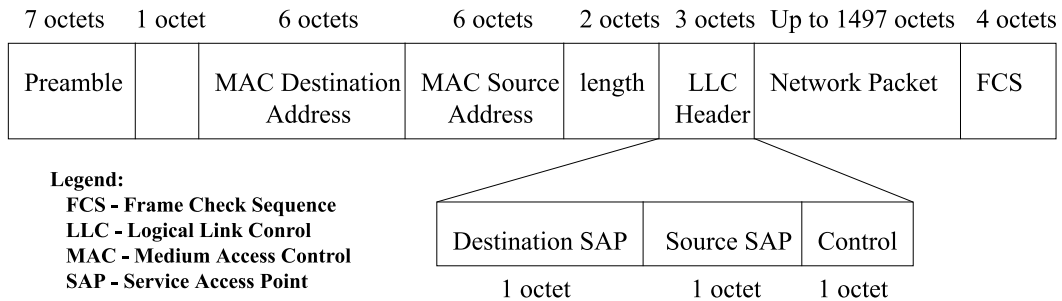 7 octets 1 octet 6 octets 6 octets 2 octets 3 octets Up to 1497 octets 4 octets
Preamble MAC Destination Address MAC Source Address length LLC Header Network Packet FCS
Legend:
FCS - Frame Check Sequence
LLC - Logical Link Conrol
MAC - Medium Access Control
SAP - Service Access Point
Destination SAP Source SAP Control
1 octet 1 octet 1 octet